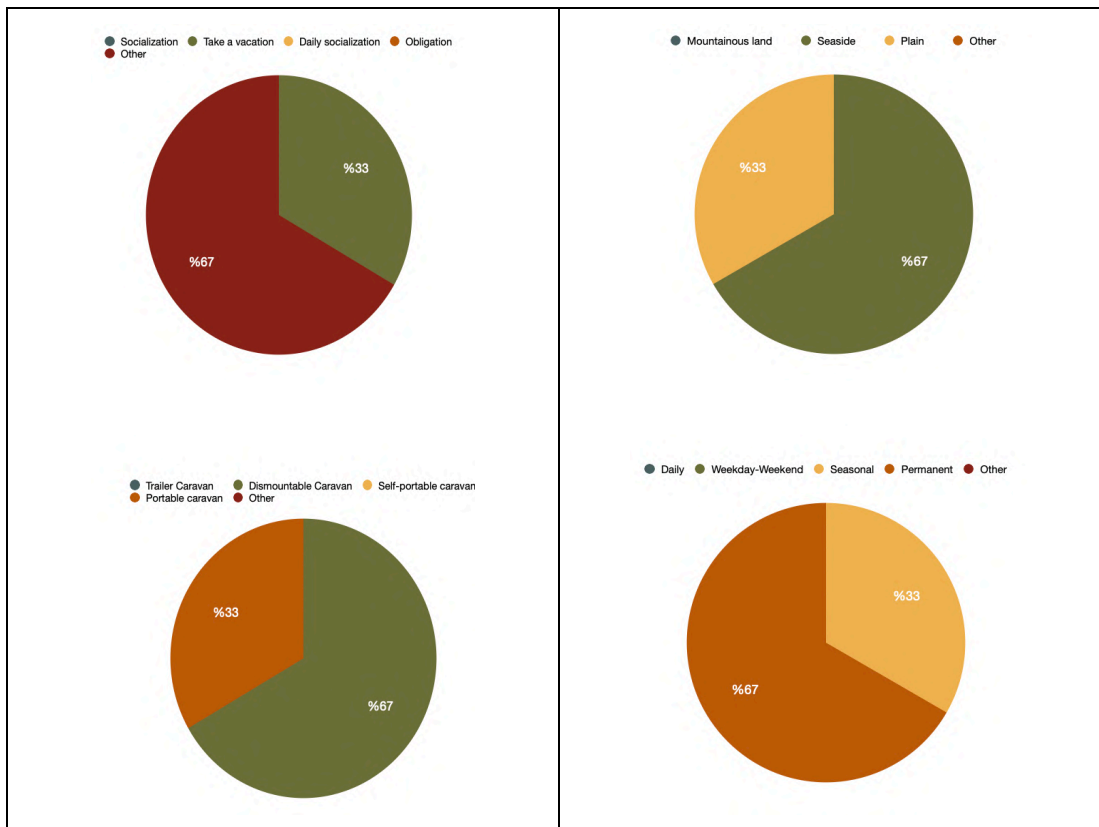 Socialization Take a vacation Daily socialization Obligation
Other
%33
%67
Mountainous land Seaside Plain Other
%33
%67
Trailer Caravan Dismountable Caravan Self-portable caravan
Portable caravan Other
%33
%67
Daily Weekday-Weekend Seasonal Permanent Other
%33
%67